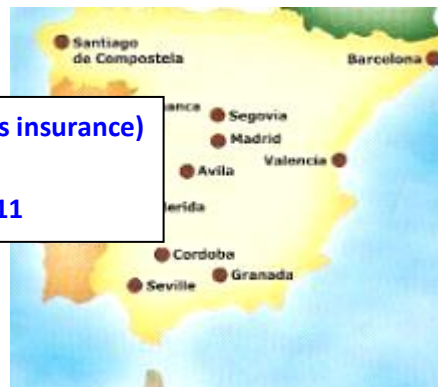 Santiago
de Compostela
Barcelona
s insurance)
anca
Segovia
Madrid
Valencia
Avila
erida
11
Cordoba
Granada
Seville